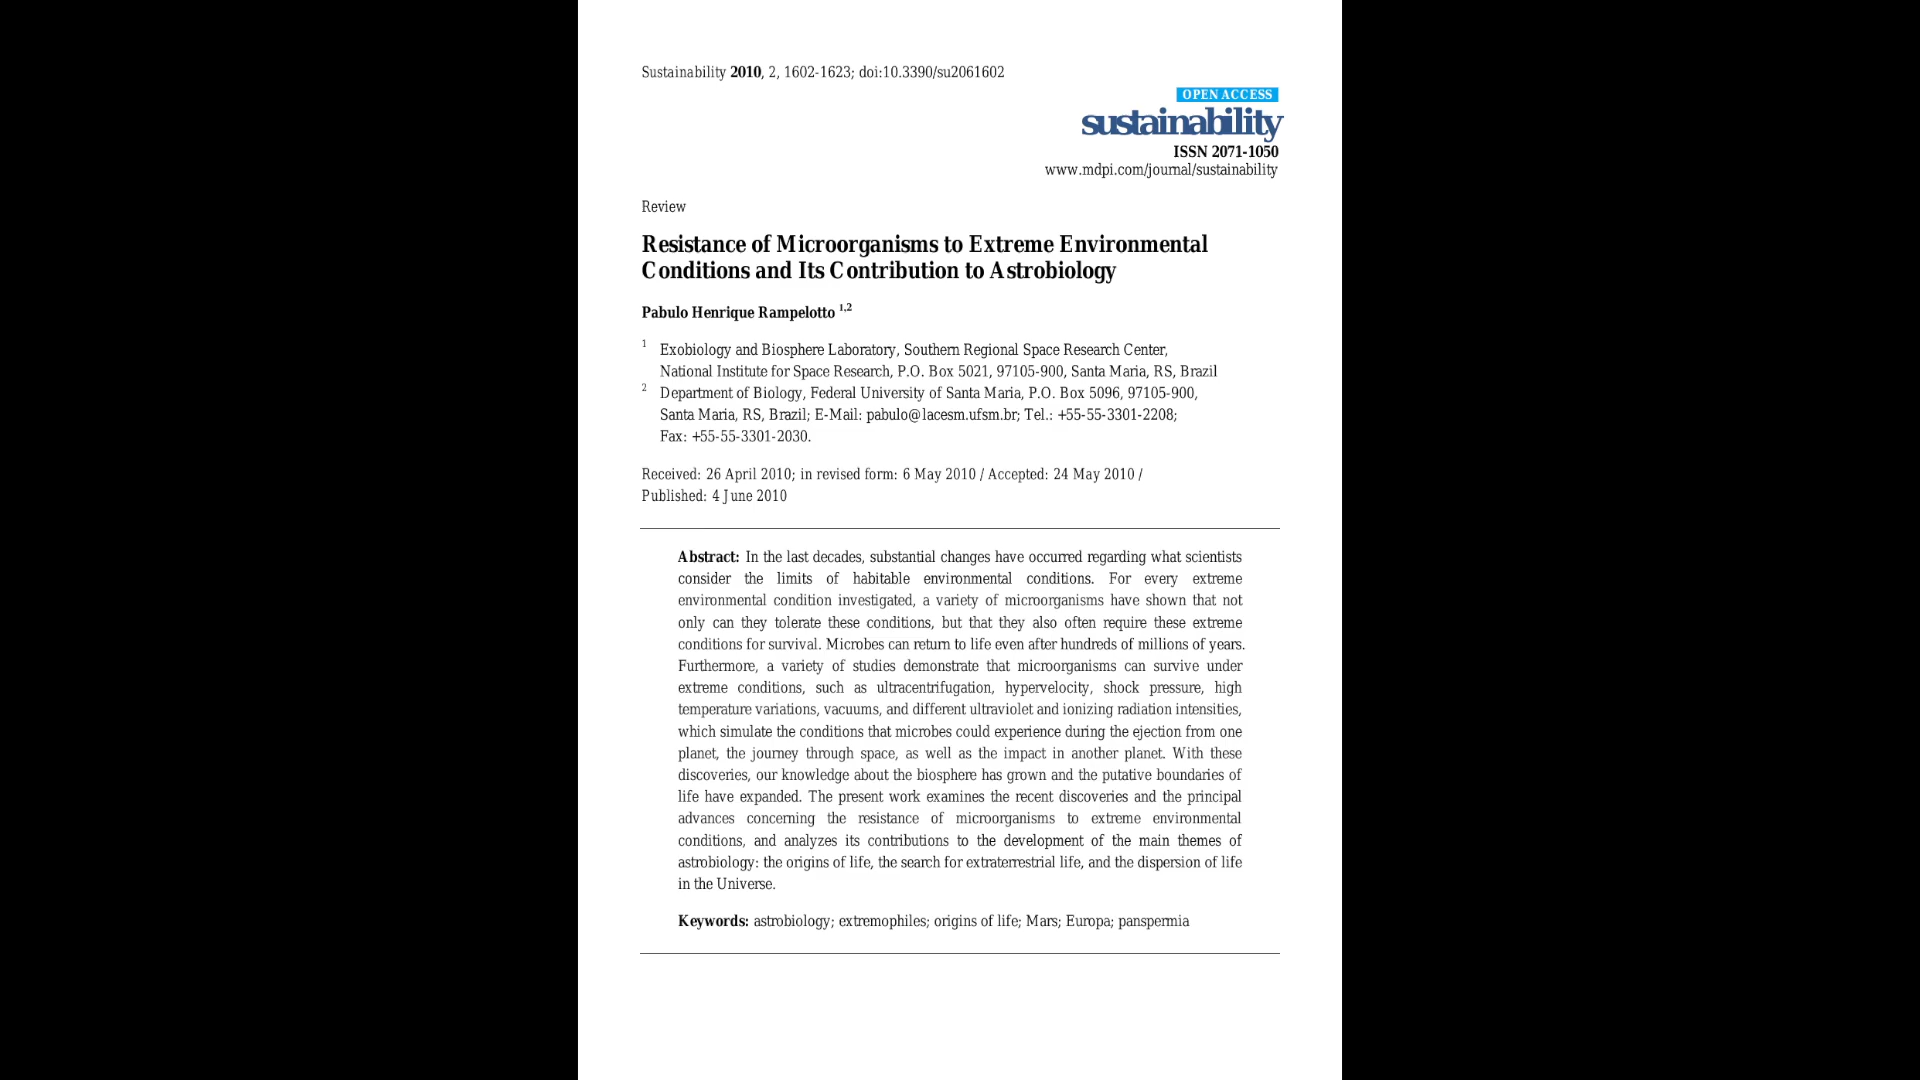 Sustainability 2010, 2, 1602-1623; doi:10.3390/su2061602
OPEN ACCESS
sustainability
ISSN 2071-1050
www.mdpi.com/journal/sustainability
Review
Resistance of Microorganisms to Extreme Environmental
Conditions and Its Contribution to Astrobiology
Pabulo Henrique Rampelotto 1,2
1 Exobiology and Biosphere Laboratory, Southern Regional Space Research Center,
National Institute for Space Research, P.O. Box 5021, 97105-900, Santa Maria, RS, Brazil
2 Department of Biology, Federal University of Santa Maria, P.O. Box 5096, 97105-900,
Santa Maria, RS, Brazil; E-Mail: pabulo@lacesm.ufsm.br; Tel.: +55-55-3301-2208;
Fax: +55-55-3301-2030.
Received: 26 April 2010; in revised form: 6 May 2010 / Accepted: 24 May 2010 /
Published: 4 June 2010
Abstract: In the last decades, substantial changes have occurred regarding what scientists
consider the limits of habitable environmental conditions. For every extreme
environmental condition investigated, a variety of microorganisms have shown that not
only can they tolerate these conditions, but that they also often require these extreme
conditions for survival. Microbes can return to life even after hundreds of millions of years.
Furthermore, a variety of studies demonstrate that microorganisms can survive under
extreme conditions, such as ultracentrifugation, hypervelocity, shock pressure, high
temperature variations, vacuums, and different ultraviolet and ionizing radiation intensities,
which simulate the conditions that microbes could experience during the ejection from one
planet, the journey through space, as well as the impact in another planet. With these
discoveries, our knowledge about the biosphere has grown and the putative boundaries of
life have expanded. The present work examines the recent discoveries and the principal
advances concerning the resistance of microorganisms to extreme environmental
conditions, and analyzes its contributions to the development of the main themes of
astrobiology: the origins of life, the search for extraterrestrial life, and the dispersion of life
in the Universe.
Keywords: astrobiology; extremophiles; origins of life; Mars; Europa; panspermia